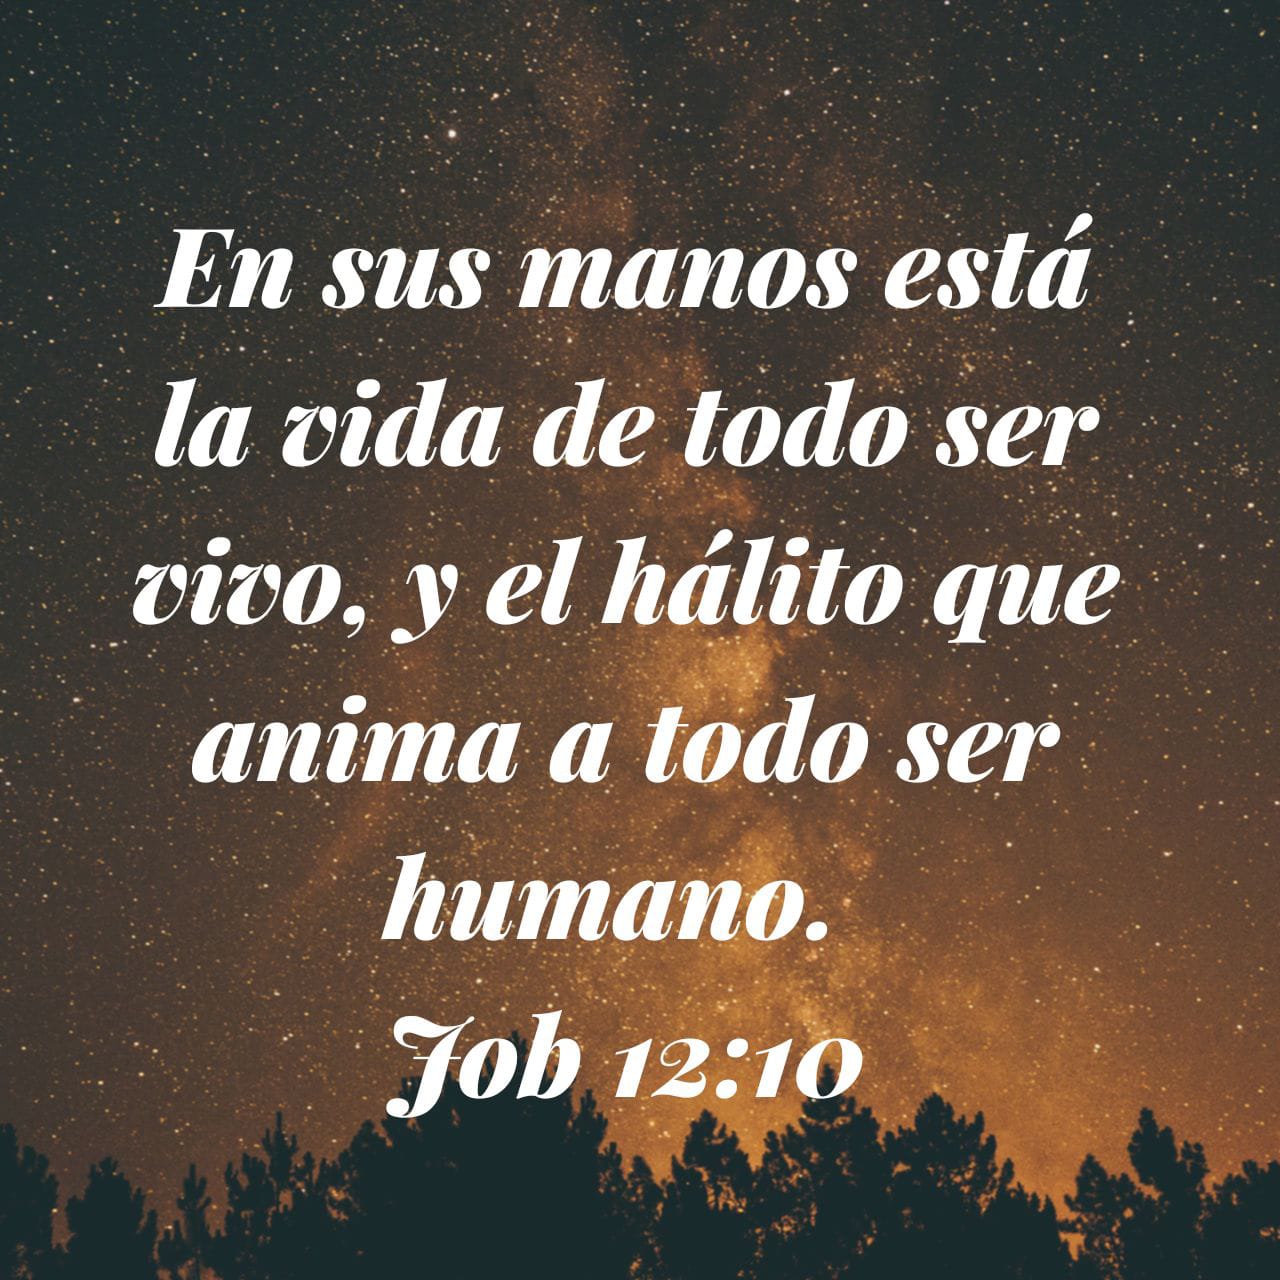 En sus manos está
la vida de todo ser
vivo, y el hálito que
anima a todo ser
humano.
Job 12:10